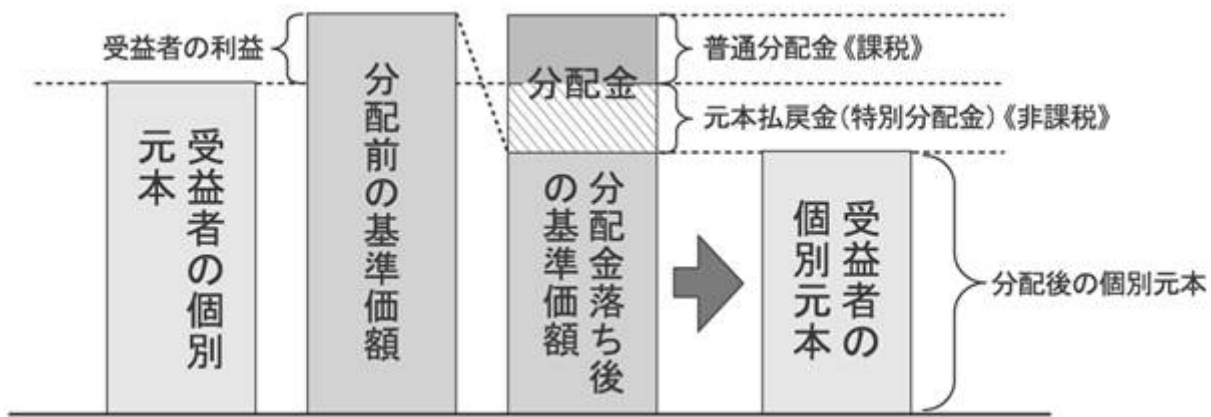 受益者の利益
受益者の個別
元本
分配前の基準価額
分配金
分配金落ち後
の基準価額
普通分配金《課税》
元本払戻金(特別分配金)《非課税》
受益者の
個別元本
分配後の個別元本